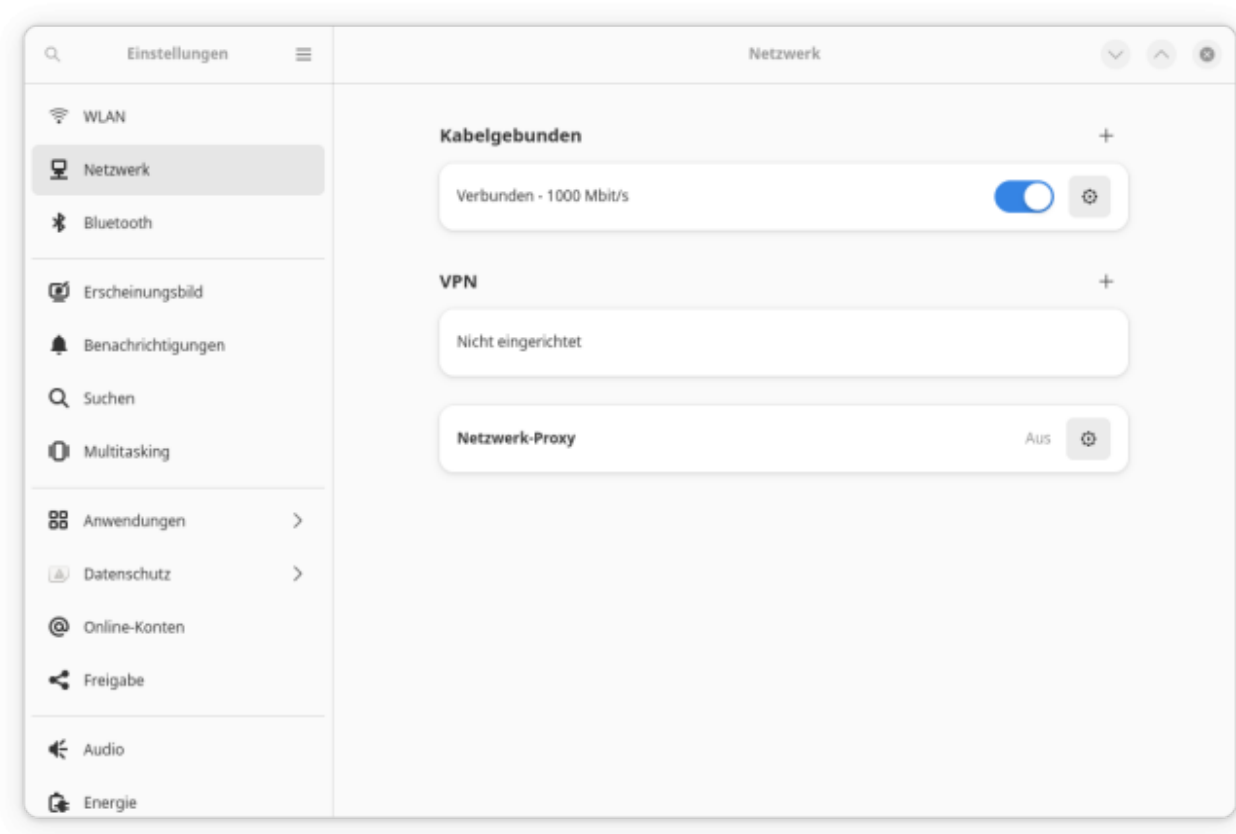 Einstellungen
Netzwerk
WLAN
Netzwerk
Bluetooth
Erscheinungsbild
Benachrichtigungen
Suchen
Multitasking
Anwendungen
Datenschutz
Online-Konten
Freigabe
Audio
Energie
Kabelgebunden
Verbunden - 1000 Mbit/s
VPN
Nicht eingerichtet
Netzwerk-Proxy Aus